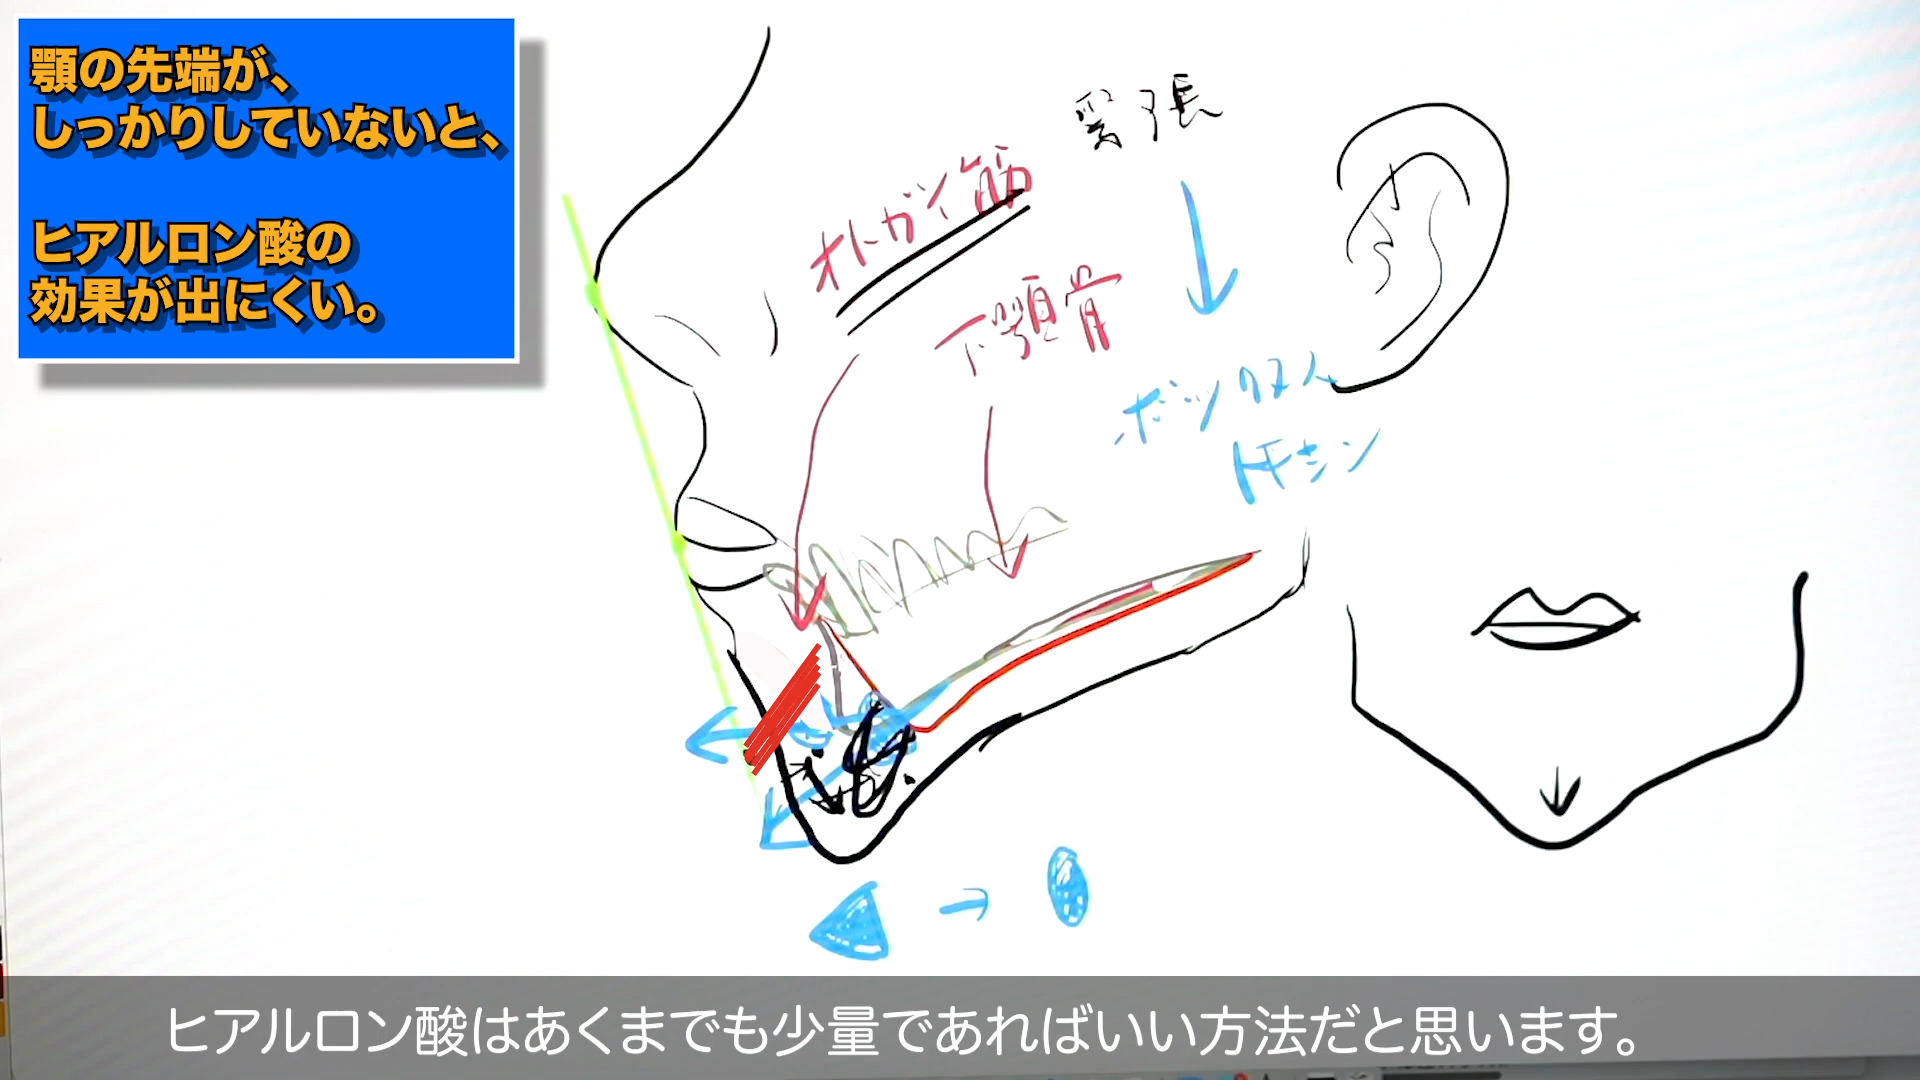 顎の先端が、
しっかりしていないと、
ヒアルロン酸の
効果が出にくい。
緊張
オトガイ筋
下顎骨
ボツリヌス
トキシン
ヒアルロン酸はあくまでも少量であればいい方法だと思います。